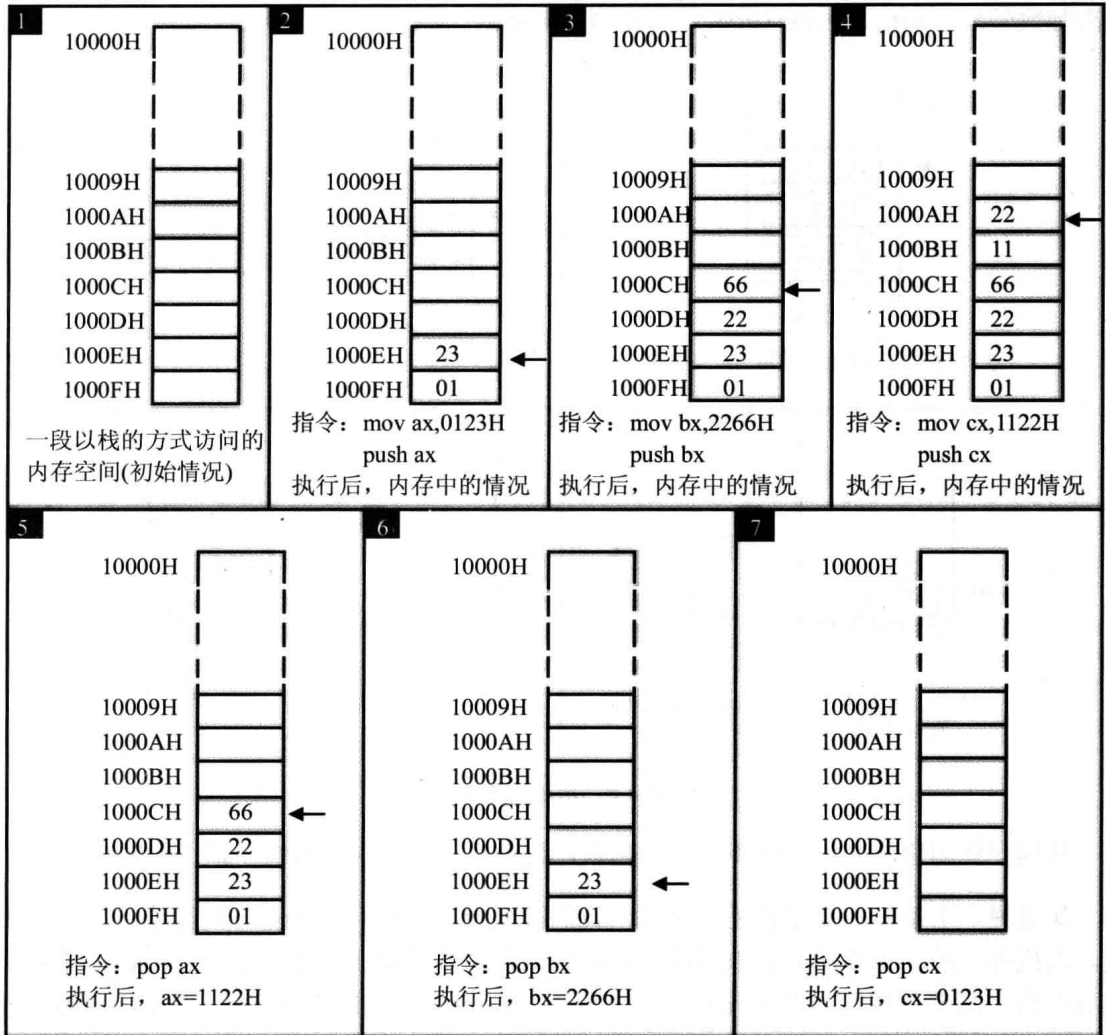 1
10000H
10009H
1000AH
1000BH
1000CH
1000DH
1000EH
1000FH
一段以栈的方式访问的
内存空间(初始情况)
2
10000H
10009H
1000AH
1000BH
1000CH
1000DH
1000EH 23
1000FH 01
指令：mov ax,0123H
push ax
执行后，内存中的情况
3
10000H
10009H
1000AH
1000BH
1000CH 66
1000DH 22
1000EH 23
1000FH 01
指令：mov bx,2266H
push bx
执行后，内存中的情况
4
10000H
10009H
1000AH 22
1000BH 11
1000CH 66
1000DH 22
1000EH 23
1000FH 01
指令：mov cx,1122H
push cx
执行后，内存中的情况
5
10000H
10009H
1000AH
1000BH
1000CH 66
1000DH 22
1000EH 23
1000FH 01
指令：pop ax
执行后，ax=1122H
6
10000H
10009H
1000AH
1000BH
1000CH
1000DH
1000EH 23
1000FH 01
指令：pop bx
执行后，bx=2266H
7
10000H
10009H
1000AH
1000BH
1000CH
1000DH
1000EH
1000FH
指令：pop cx
执行后，cx=0123H